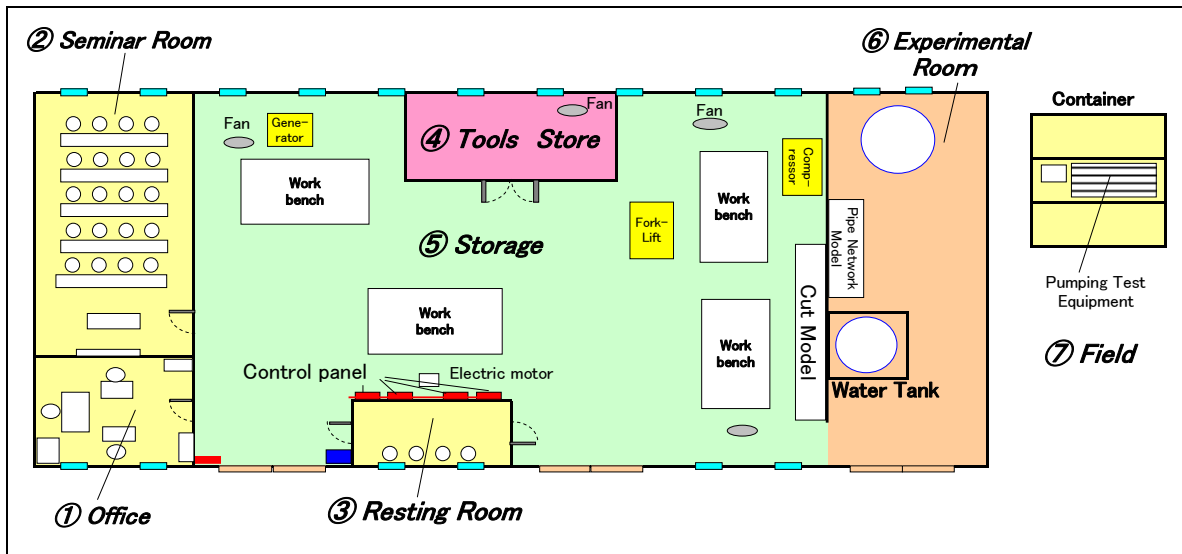 ② Seminar Room
⑥ Experimental
Room
Container
Fan
Gene-
rator
Fan
④ Tools Store
Fan
Comp-
ressor
Work
bench
Work
bench
Fork-
Lift
Pipe Network
Model
⑤ Storage
Cut Model
Pumping Test
Equipment
Work
bench
Work
bench
⑦ Field
Control panel
Electric motor
Water Tank
① Office
③ Resting Room